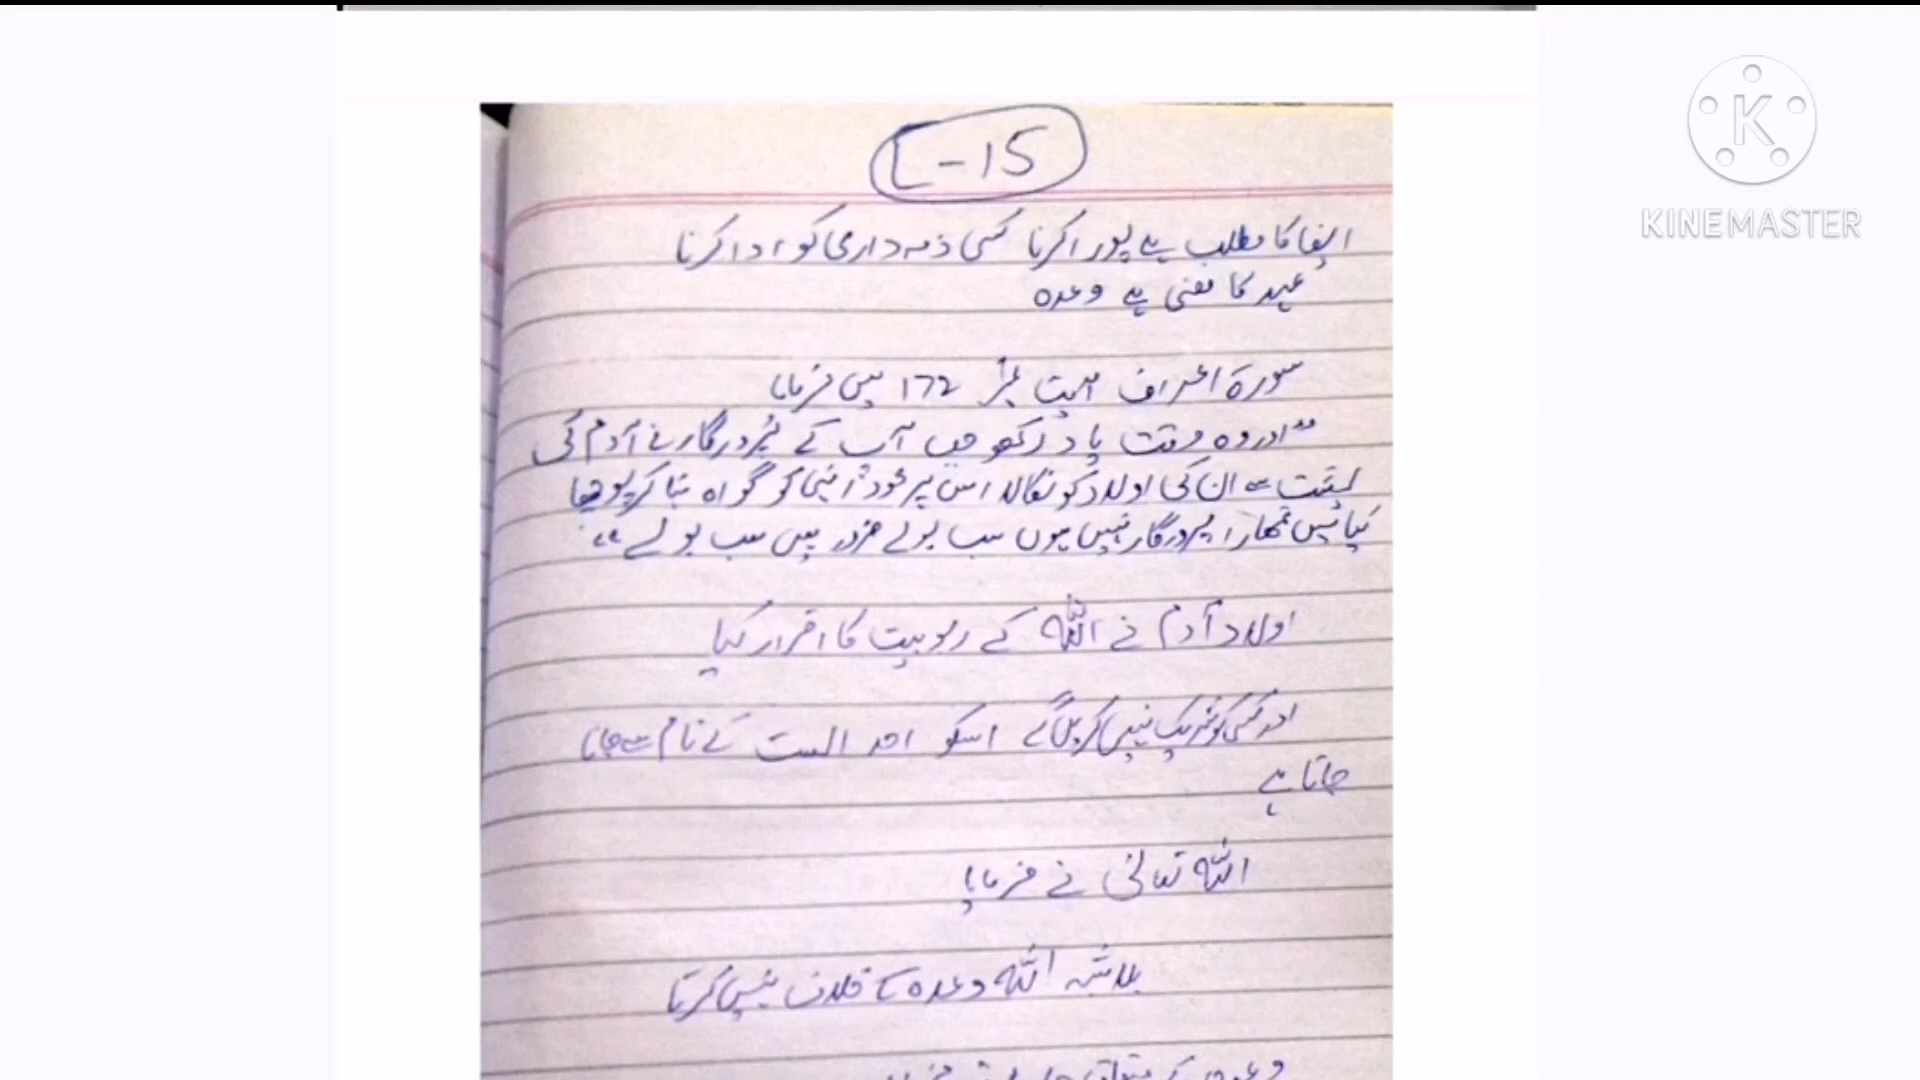 L-15
K
KINEMASTER
ایفا کا مطلب ہے پورا کرنا کسی ذمہ داری کو ادا کرنا
عہد کا معنی ہے وعدہ
سورۃ اعراف آیت نمبر 172 میں فرمایا
"اور وہ وقت یاد رکھو جب آپ کے پروردگار نے آدم کی
پشت سے ان کی اولاد کو نکالا اس پر خود انہی کو گواہ بنا کر پوچھا
کیا میں تمھارا پروردگار نہیں ہوں سب بولے ضرور ہیں سب بولے"
اولاد آدم نے اللہ کے ربوبیت کا اقرار کیا
اور کسی کو شریک نہیں کریں گے اسکو احد الست کے نام سے جانا
جاتا ہے
اللہ تعالیٰ نے فرمایا
بلاشبہ اللہ وعدہ کے خلاف نہیں کرتا